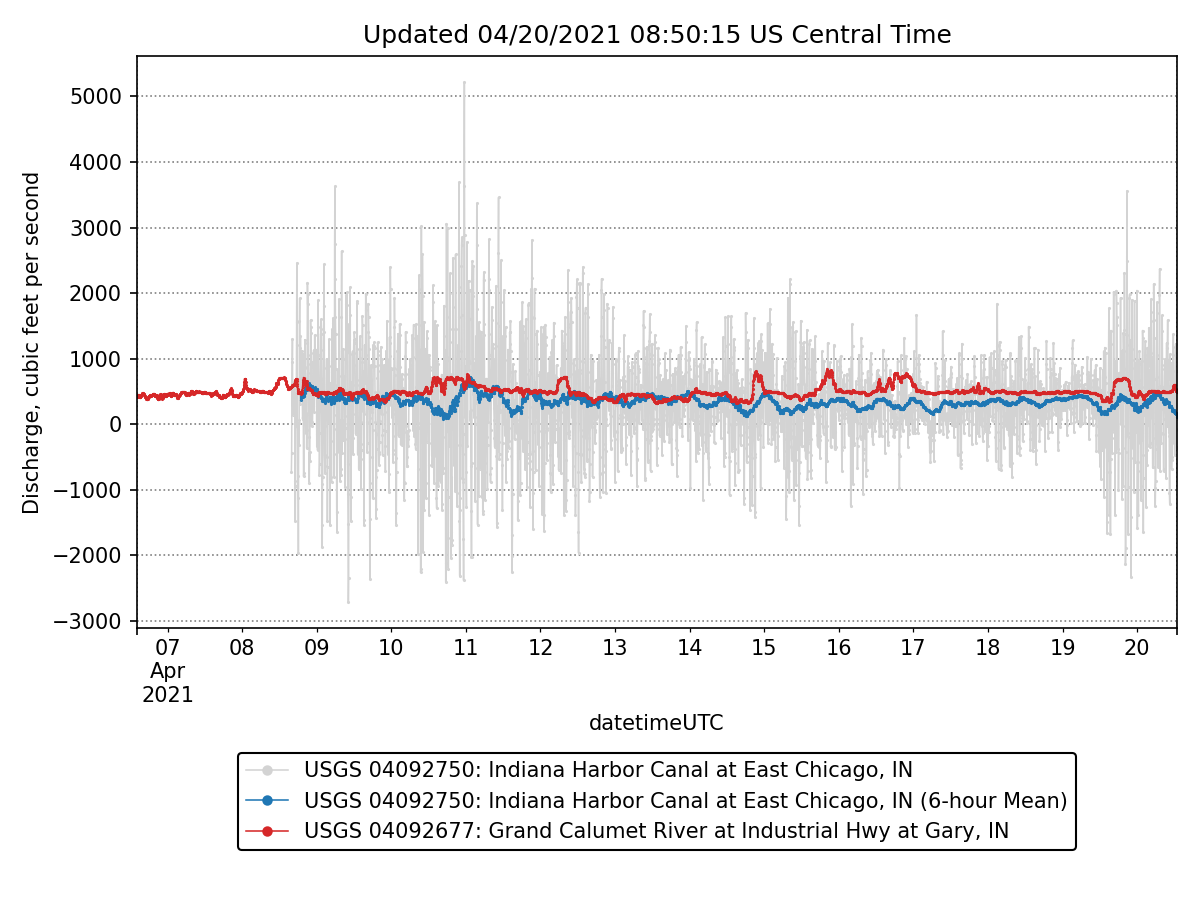 Updated 04/20/2021 08:50:15 US Central Time
Discharge, cubic feet per second
5000
4000
3000
2000
1000
0
−1000
−2000
−3000
07 08 09 10 11 12 13 14 15 16 17 18 19 20
Apr
2021
datetimeUTC
USGS 04092750: Indiana Harbor Canal at East Chicago, IN
USGS 04092750: Indiana Harbor Canal at East Chicago, IN (6-hour Mean)
USGS 04092677: Grand Calumet River at Industrial Hwy at Gary, IN